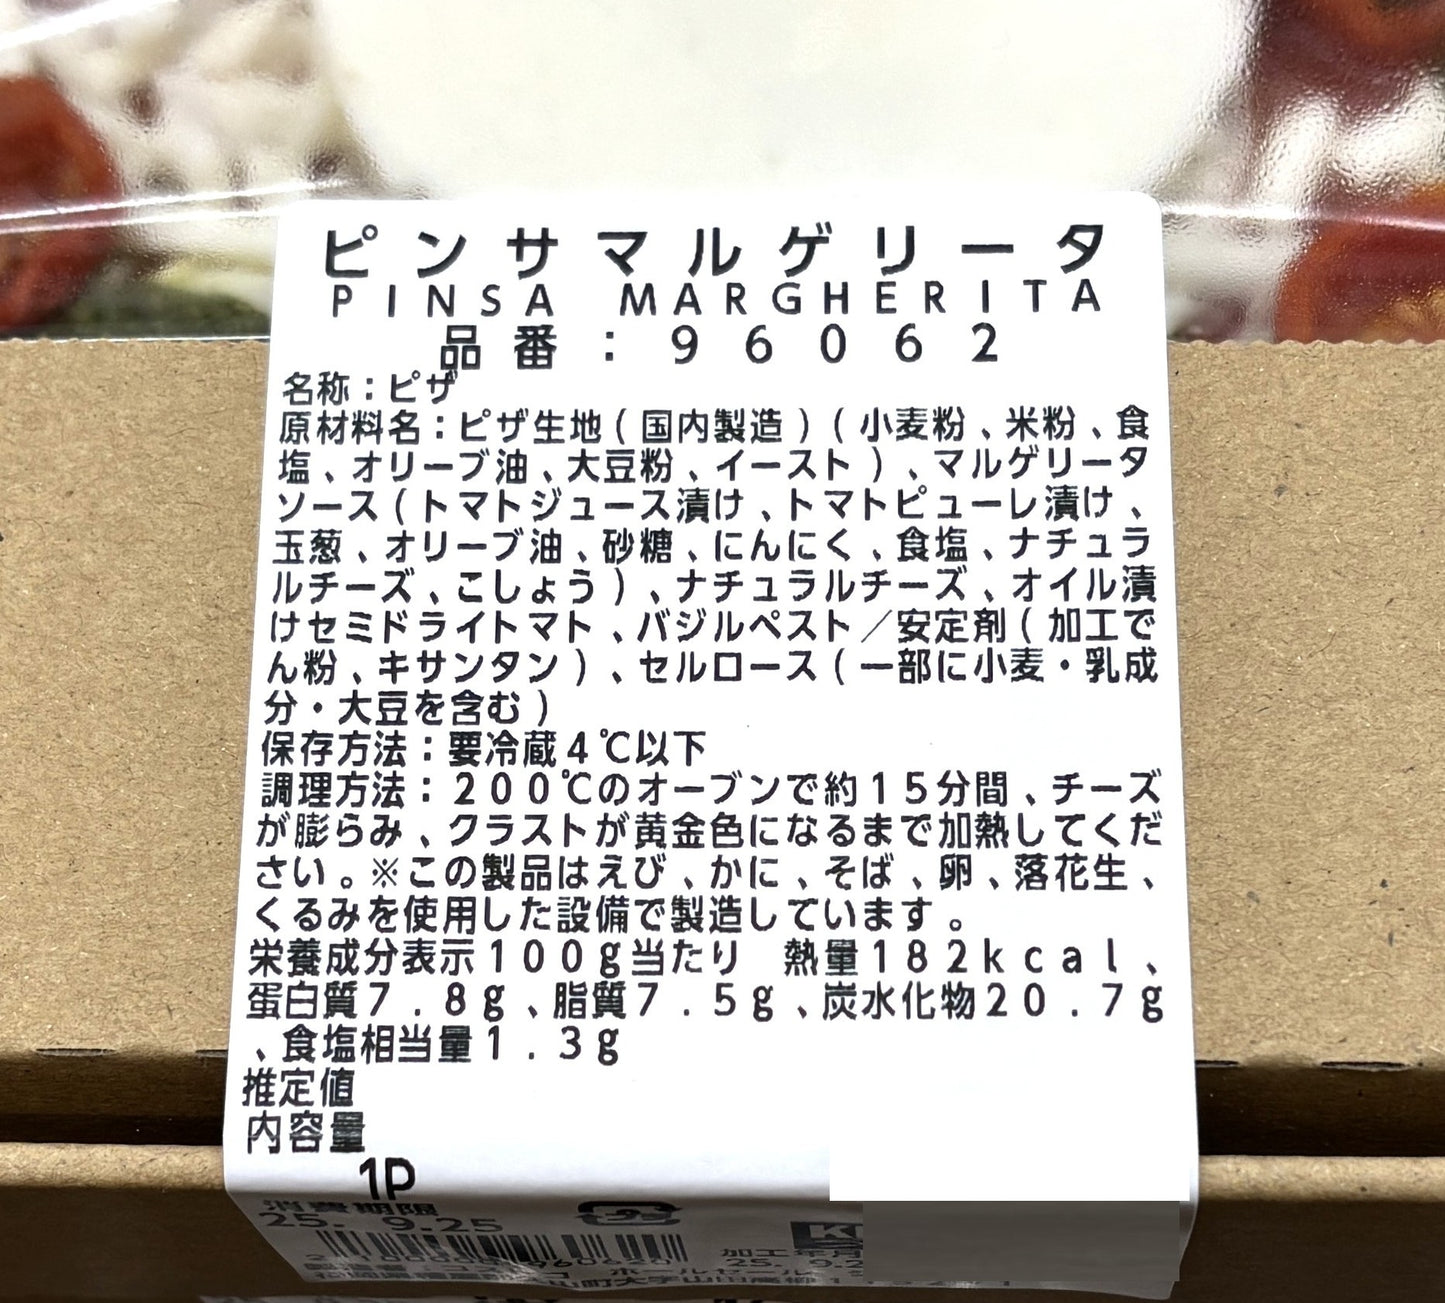 ピンサマルゲリータ
PINSA MARGHERITA
品番：96062
名称：ピザ
原材料名：ピザ生地（国内製造）（小麦粉、米粉、食
塩、オリーブ油、大豆粉、イースト）、マルゲリータ
ソース（トマトジュース漬け、トマトピューレ漬け、
玉葱、オリーブ油、砂糖、にんにく、食塩、ナチュラ
ルチーズ、こしょう）、ナチュラルチーズ、オイル漬
けセミドライトマト、バジルペスト／安定剤（加工で
ん粉、キサンタン）、セルロース（一部に小麦・乳成
分・大豆を含む）
保存方法：要冷蔵4℃以下
調理方法：200℃のオーブンで約15分間、チーズ
が膨らみ、クラストが黄金色になるまで加熱してくだ
さい。※この製品はえび、かに、そば、卵、落花生、
くるみを使用した設備で製造しています。
栄養成分表示100g当たり　熱量182kcal、
蛋白質7.8g、脂質7.5g、炭水化物20.7g
、食塩相当量1.3g
推定値
内容量
1P
消費期限
25. 9.25
加工年月
25. 9.2